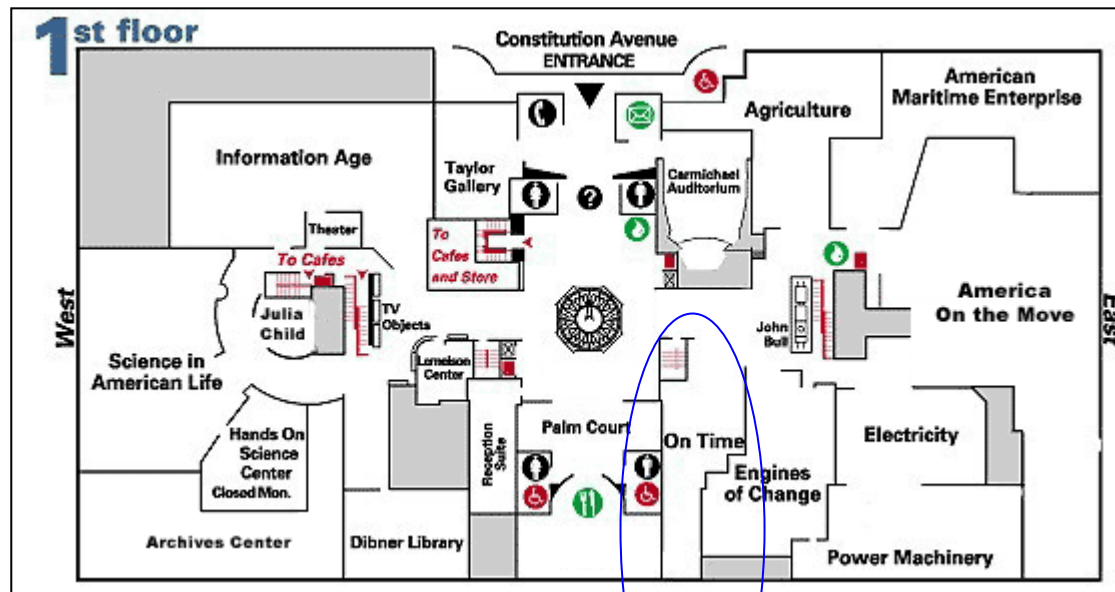 1st floor
Constitution Avenue
ENTRANCE
American
Maritime Enterprise
Agriculture
Information Age
Taylor
Gallery
?
Carmichael
Auditorium
Theater
To Cafes
To
Cafes
and Store
West
Julia
Child
TV
Objects
John
Bull
America
On the Move
East
Science in
American Life
Lemelson
Center
Hands On
Science
Center
Closed Mon.
Reception
Suite
Palm Court
On Time
Engines
of Change
Electricity
Archives Center
Dibner Library
Power Machinery